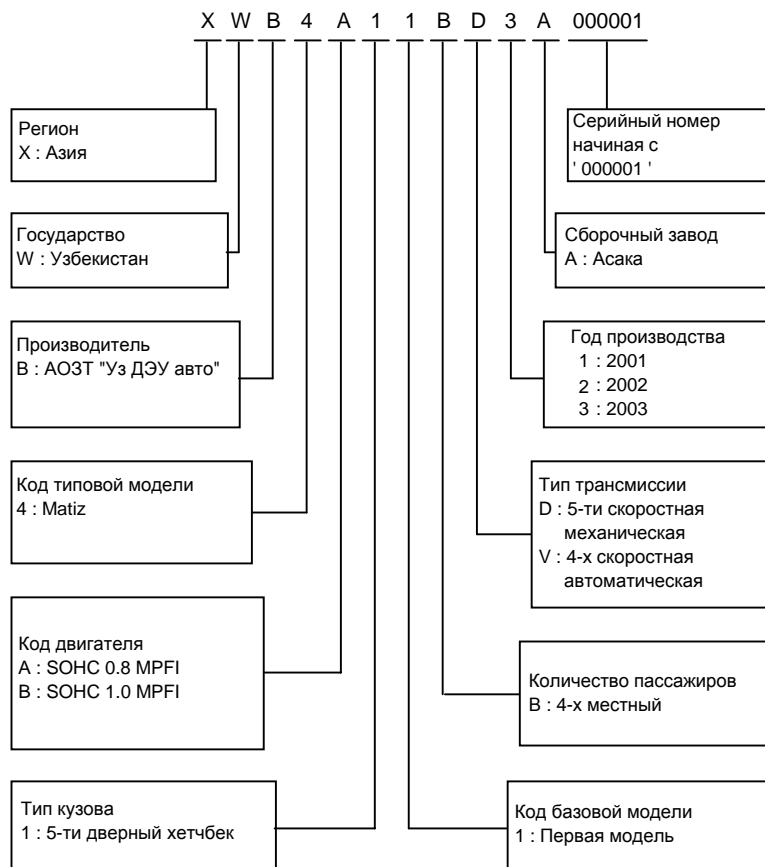 X W B 4 A 1 1 B D 3 A 000001
Регион
X : Азия
Государство
W : Узбекистан
Производитель
B : АОЗТ "Уз ДЭУ авто"
Код типовой модели
4 : Matiz
Код двигателя
A : SOHC 0.8 MPFI
B : SOHC 1.0 MPFI
Тип кузова
1 : 5-ти дверный хетчбек
Серийный номер
начиная с
' 000001 '
Сборочный завод
A : Асака
Год производства
1 : 2001
2 : 2002
3 : 2003
Тип трансмиссии
D : 5-ти скоростная
механическая
V : 4-х скоростная
автоматическая
Количество пассажиров
B : 4-х местный
Код базовой модели
1 : Первая модель